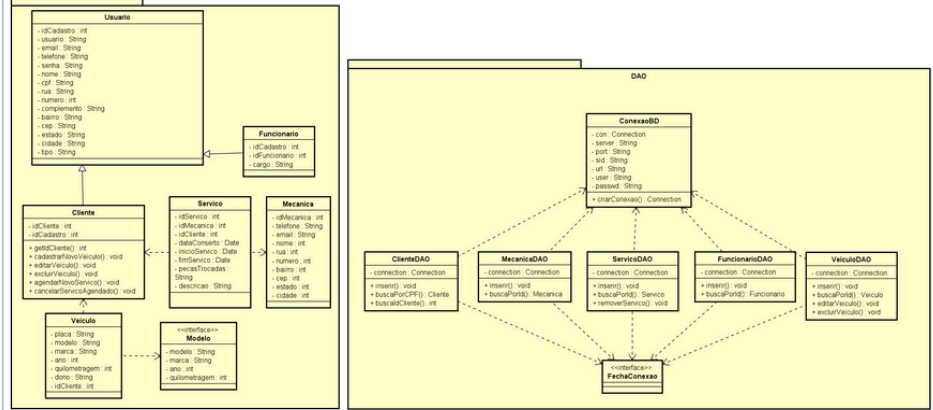 Usuario
- idCadastro : int
- usuario : String
- email : String
- telefone : String
- senha : String
- nome : String
- cpf : String
- rua : String
- numero : int
- complemento : String
- bairro : String
- cep : String
- estado : String
- cidade : String
- tipo : String
Funcionario
- idCadastro : int
- idFuncionario : int
- cargo : String
Cliente
- idCliente : int
- idCadastro : int
+ getIdCliente() : int
+ cadastrarNovoVeiculo() : void
+ editarVeiculo() : void
+ excluirVeiculo() : void
+ agendarNovoServico() : void
+ cancelarServicoAgendado() : void
Servico
- idServico : int
- idMecanica : int
- idCliente : int
- dataConserto : Date
- inicioServico : Date
- fimServico : Date
- pecasTrocadas :
String
- descricao : String
Mecanica
- idMecanica : int
- telefone : String
- email : String
- nome : int
- rua : int
- numero : int
- bairro : int
- cep : int
- estado : int
- cidade : int
Veiculo
- placa : String
- modelo : String
- marca : String
- ano : int
- quilometragem : int
- dono : String
- idCliente : int
<<interface>>
Modelo
- modelo : String
- marca : String
- ano : int
- quilometragem : int
DAO
ConexaoBD
- con : Connection
- server : String
- port : String
- sid : String
- url : String
- user : String
- passwd : String
+ criarConexao() : Connection
ClienteDAO
- connection : Connection
+ inserir() : void
+ buscaPorCPF() : Cliente
+ buscaIdCliente() : int
MecanicaDAO
- connection : Connection
+ inserir() : void
+ buscaPorId() : Mecanica
ServicoDAO
- connection : Connection
+ inserir() : void
+ buscaPorId() : Servico
+ removerServico() : void
FuncionarioDAO
- connection : Connection
+ inserir() : void
+ buscaPorId() : Funcionario
VeiculoDAO
- connection : Connection
+ inserir() : void
+ buscaPorId() : Veiculo
+ editarVeiculo() : void
+ excluirVeiculo() : void
<<interface>>
FechaConexao